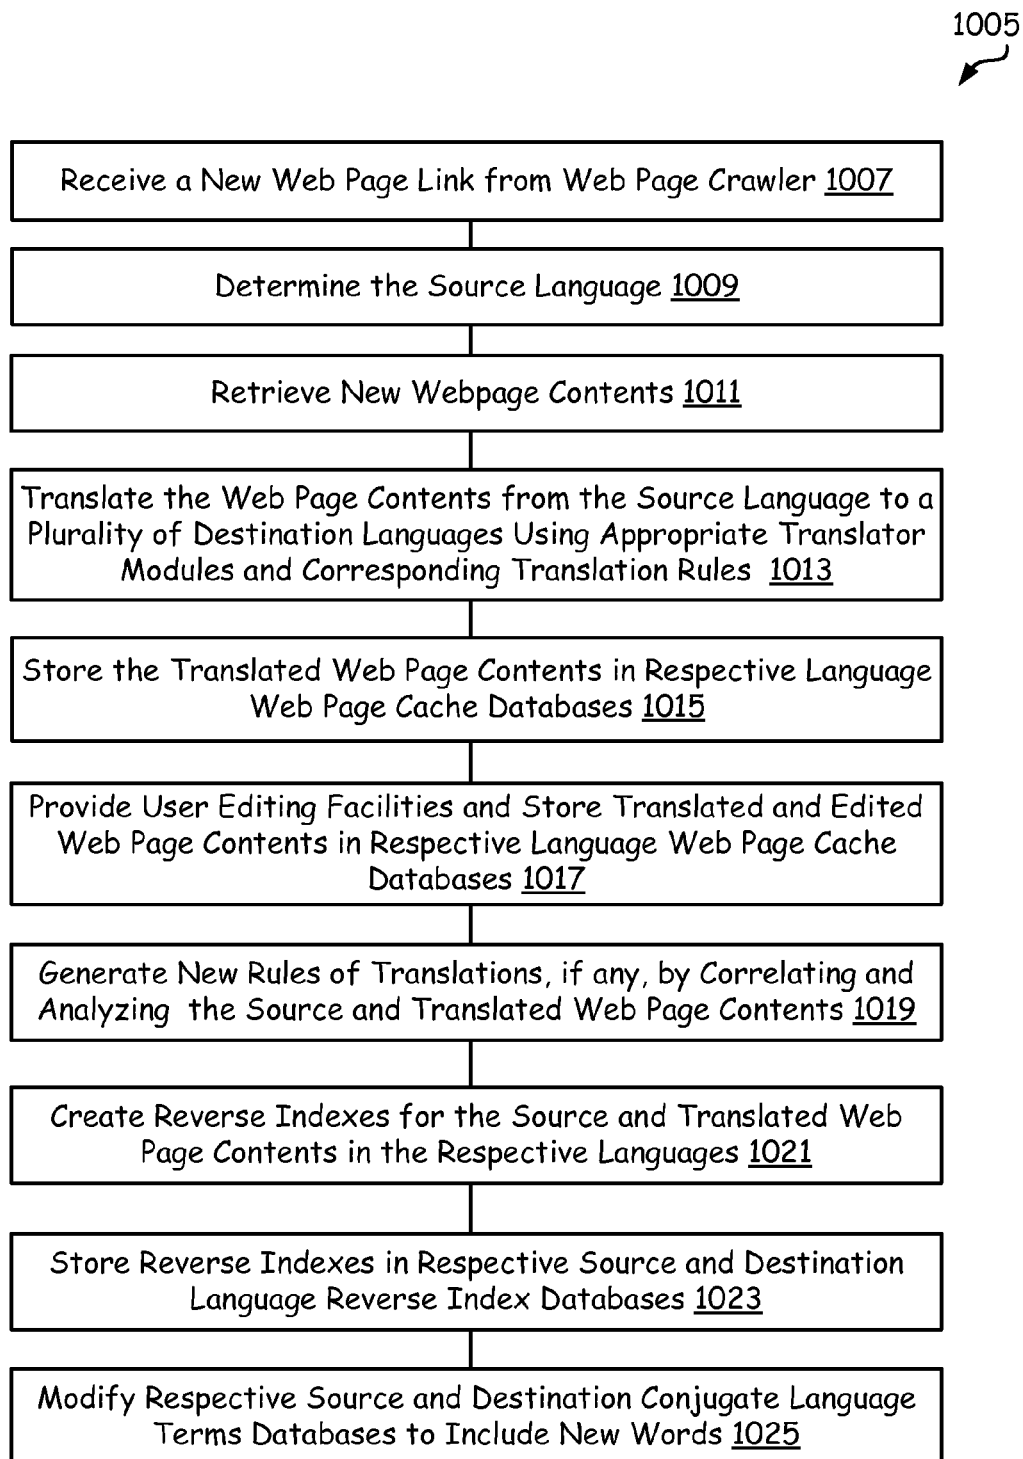 1005
Receive a New Web Page Link from Web Page Crawler 1007
Determine the Source Language 1009
Retrieve New Webpage Contents 1011
Translate the Web Page Contents from the Source Language to a
Plurality of Destination Languages Using Appropriate Translator
Modules and Corresponding Translation Rules 1013
Store the Translated Web Page Contents in Respective Language
Web Page Cache Databases 1015
Provide User Editing Facilities and Store Translated and Edited
Web Page Contents in Respective Language Web Page Cache
Databases 1017
Generate New Rules of Translations, if any, by Correlating and
Analyzing the Source and Translated Web Page Contents 1019
Create Reverse Indexes for the Source and Translated Web
Page Contents in the Respective Languages 1021
Store Reverse Indexes in Respective Source and Destination
Language Reverse Index Databases 1023
Modify Respective Source and Destination Conjugate Language
Terms Databases to Include New Words 1025